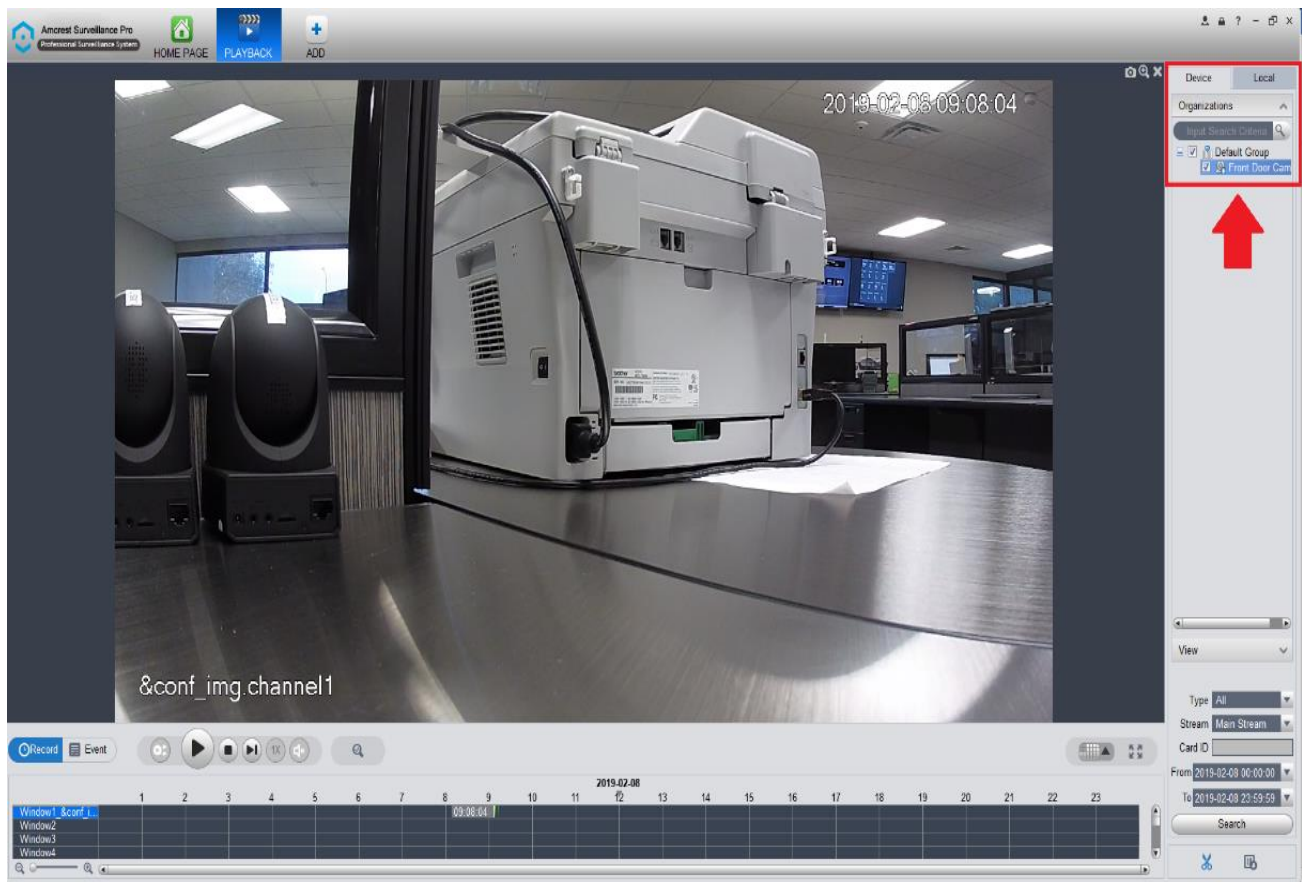 Amcrest Surveillance Pro
Professional Surveillance System
HOME PAGE
PLAYBACK
ADD
2019-02-08 09:08:04
&conf_img.channel1
Device Local
Organizations
Input Search Criteria
Default Group
Front Door Cam
View
Type All
Stream Main Stream
Card ID
From 2019-02-08 00:00:00
To 2019-02-08 23:59:59
Search
Record Event
1X
2019-02-08
1 2 3 4 5 6 7 8 9 10 11 12 13 14 15 16 17 18 19 20 21 22 23
Window1_&conf_i...
09:08:04
Window2
Window3
Window4